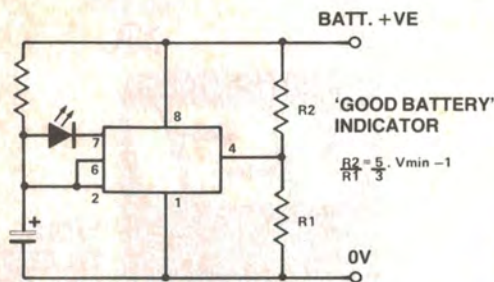 BATT. +VE
8
R2
'GOOD BATTERY'
INDICATOR
7
4
R2 = 5 . Vmin −1
R1 3
6
2
1
R1
+
0V